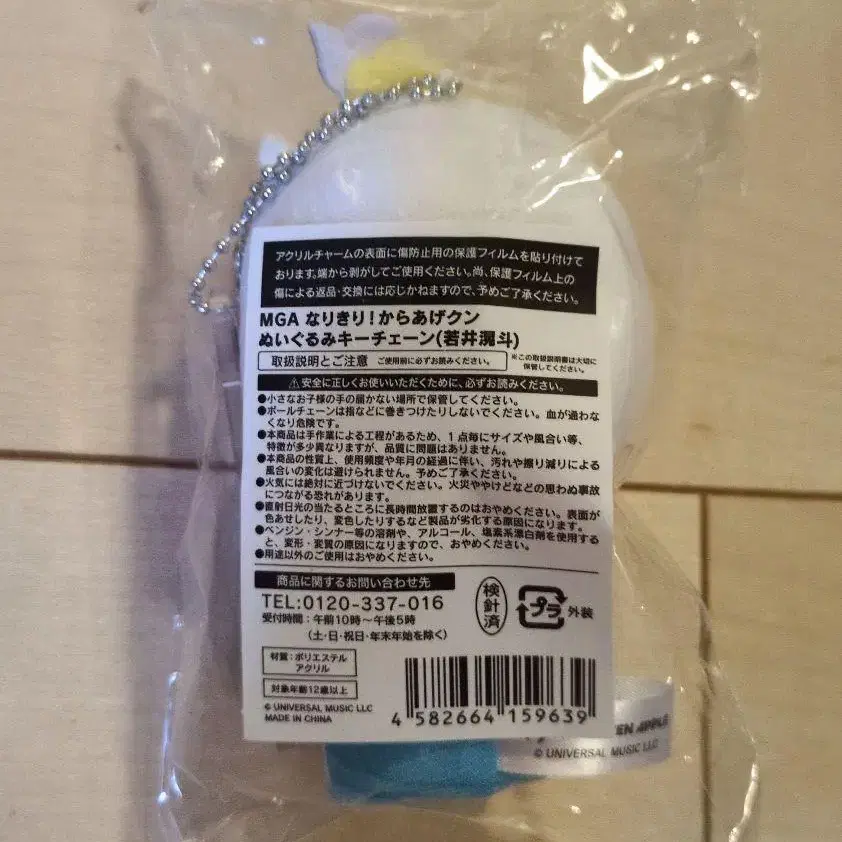 アクリルチャームの表面に傷防止用の保護フィルムを貼り付けて
おります。端から剥がしてご使用ください。尚、保護フィルム上の
傷による返品・交換には応じかねますので、予めご了承ください。
MGA なりきり！からあげクン
ぬいぐるみキーチェーン(若井滉斗)
取扱説明とご注意 ご使用前に必ずお読みください。
※この取扱説明書は大切に
保管してください。
⚠安全に正しくお使いいただくために、必ずお読みください。
●小さなお子様の手の届かない場所で保管してください。
●ボールチェーンは指などに巻きつけたりしないでください。血が通わな
くなり危険です。
●本商品は手作業による工程があるため、1点毎にサイズや風合い等、
特徴が多少異なりますが、品質に問題はありません。
●本商品の性質上、使用頻度や年月の経過に伴い、汚れや擦り減りによる
風合いの変化は避けられません。予めご了承ください。
●火気には絶対に近づけないでください。火災ややけどなどの思わぬ事故
につながる恐れがあります。
●直射日光の当たるところに長時間放置するのはおやめください。表面が
色あせしたり、変色したりするなど製品が劣化する原因になります。
●ベンジン・シンナー等の溶剤や、アルコール、塩素系漂白剤を使用する
と、変形・変質の原因になりますので、おやめください。
●用途以外のご使用はおやめください。
商品に関するお問い合わせ先
TEL:0120-337-016
受付時間：午前10時～午後5時
（土・日・祝日・年末年始を除く）
検針済
プラ 外装
材質：ポリエステル
アクリル
対象年齢12歳以上
© UNIVERSAL MUSIC LLC
MADE IN CHINA
4 582664 159639
EN APPLE
© UNIVERSAL MUSIC LLC